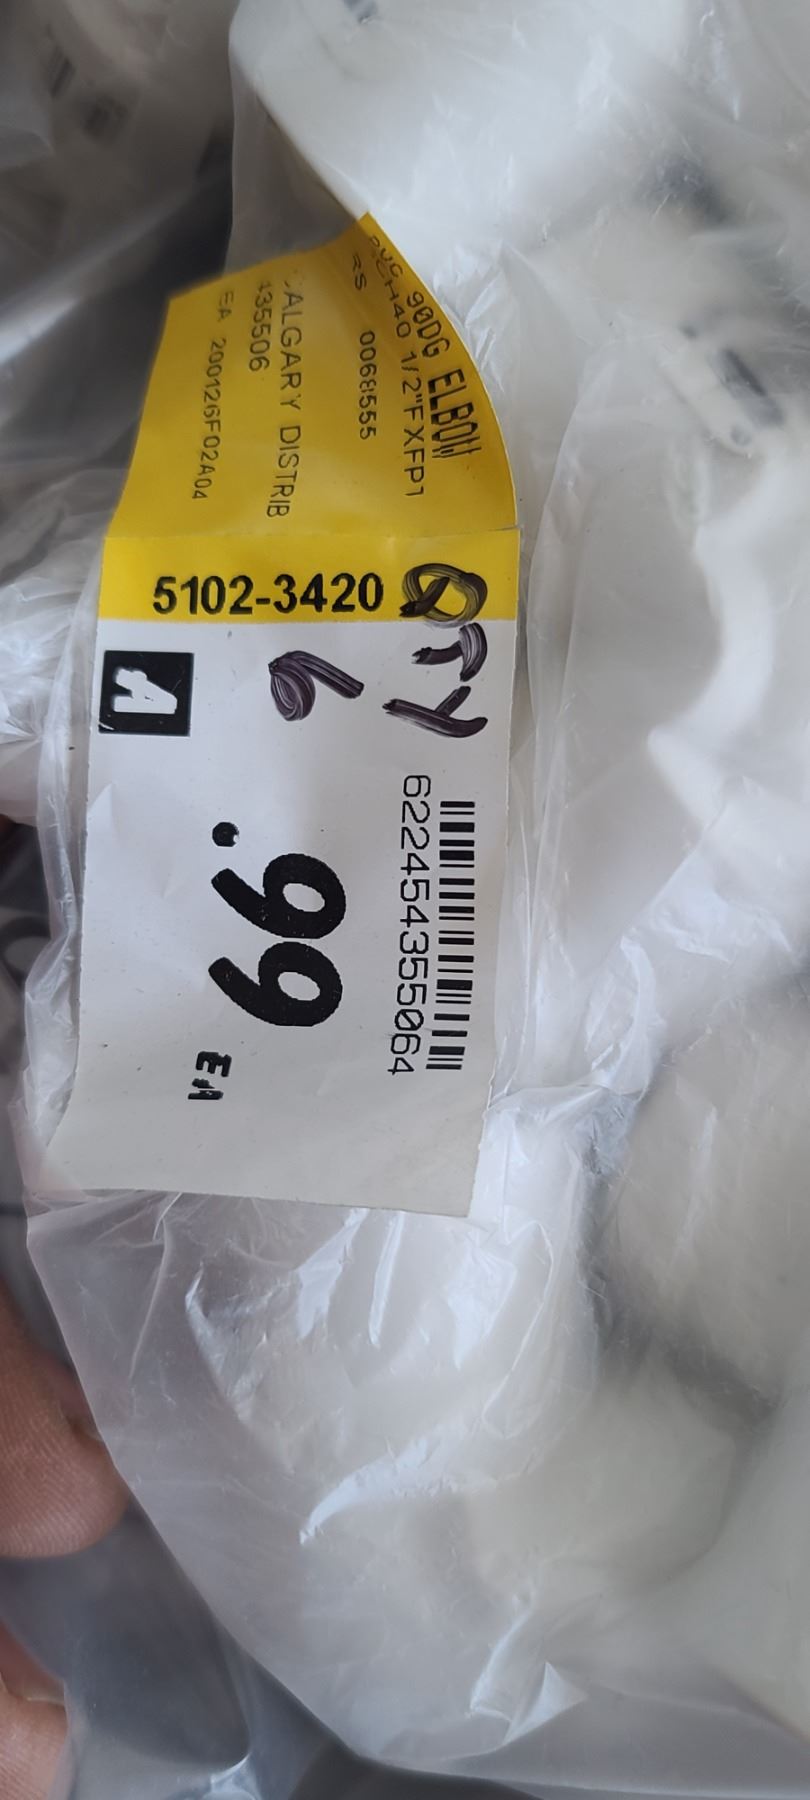 PVC 90DG ELBOW
SCH40 1/2"FXFPT
RS 0068555
CALGARY DISTRIB
435506
EA 200126F02A04
5102-3420
QTY
6
A
622454355064
.99
EA